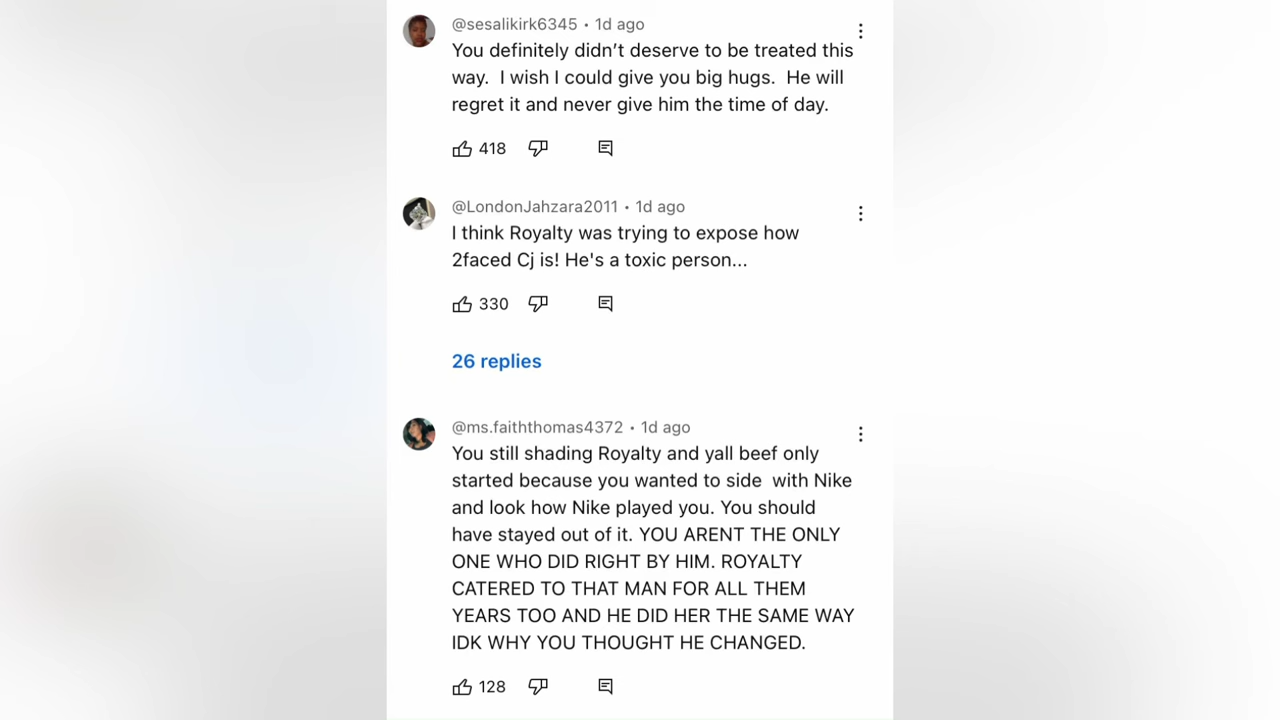 @sesalikirk6345 • 1d ago
You definitely didn’t deserve to be treated this
way.  I wish I could give you big hugs.  He will
regret it and never give him the time of day.
418
@LondonJahzara2011 • 1d ago
I think Royalty was trying to expose how
2faced Cj is! He's a toxic person...
330
26 replies
@ms.faiththomas4372 • 1d ago
You still shading Royalty and yall beef only
started because you wanted to side  with Nike
and look how Nike played you. You should
have stayed out of it. YOU ARENT THE ONLY
ONE WHO DID RIGHT BY HIM. ROYALTY
CATERED TO THAT MAN FOR ALL THEM
YEARS TOO AND HE DID HER THE SAME WAY
IDK WHY YOU THOUGHT HE CHANGED.
128